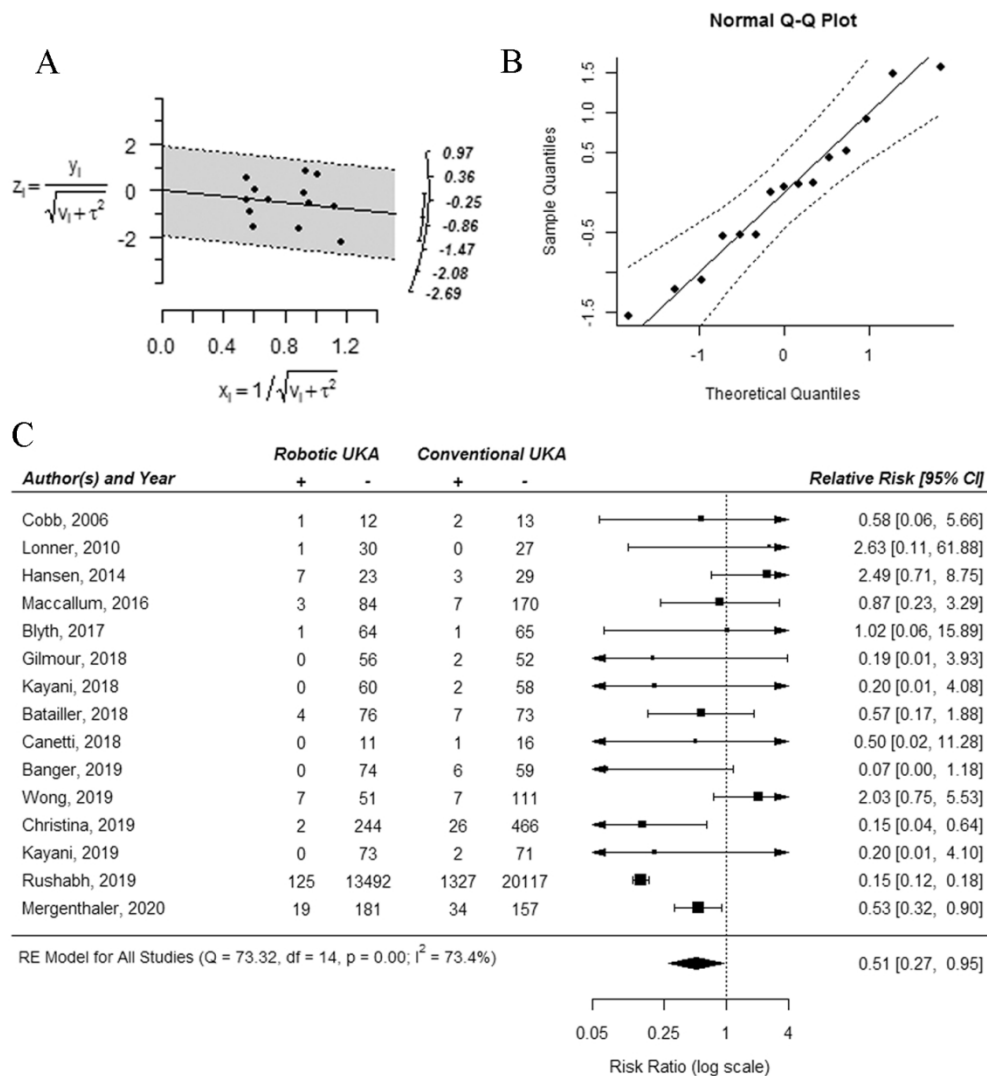 A
z_i = y_i / √(v_i + τ²)
2
0
-2
0.97
0.36
-0.25
-0.86
-1.47
-2.08
-2.69
0.0 0.4 0.8 1.2
x_i = 1/√(v_i + τ²)
B
Normal Q-Q Plot
Sample Quantiles
1.5
0.5
-0.5
-1.5
-1 0 1
Theoretical Quantiles
C
Robotic UKA Conventional UKA
Author(s) and Year + - + - Relative Risk [95% CI]
Cobb, 2006 1 12 2 13 0.58 [0.06, 5.66]
Lonner, 2010 1 30 0 27 2.63 [0.11, 61.88]
Hansen, 2014 7 23 3 29 2.49 [0.71, 8.75]
Maccallum, 2016 3 84 7 170 0.87 [0.23, 3.29]
Blyth, 2017 1 64 1 65 1.02 [0.06, 15.89]
Gilmour, 2018 0 56 2 52 0.19 [0.01, 3.93]
Kayani, 2018 0 60 2 58 0.20 [0.01, 4.08]
Batailler, 2018 4 76 7 73 0.57 [0.17, 1.88]
Canetti, 2018 0 11 1 16 0.50 [0.02, 11.28]
Banger, 2019 0 74 6 59 0.07 [0.00, 1.18]
Wong, 2019 7 51 7 111 2.03 [0.75, 5.53]
Christina, 2019 2 244 26 466 0.15 [0.04, 0.64]
Kayani, 2019 0 73 2 71 0.20 [0.01, 4.10]
Rushabh, 2019 125 13492 1327 20117 0.15 [0.12, 0.18]
Mergenthaler, 2020 19 181 34 157 0.53 [0.32, 0.90]
RE Model for All Studies (Q = 73.32, df = 14, p = 0.00; I² = 73.4%) 0.51 [0.27, 0.95]
0.05 0.25 1 4
Risk Ratio (log scale)